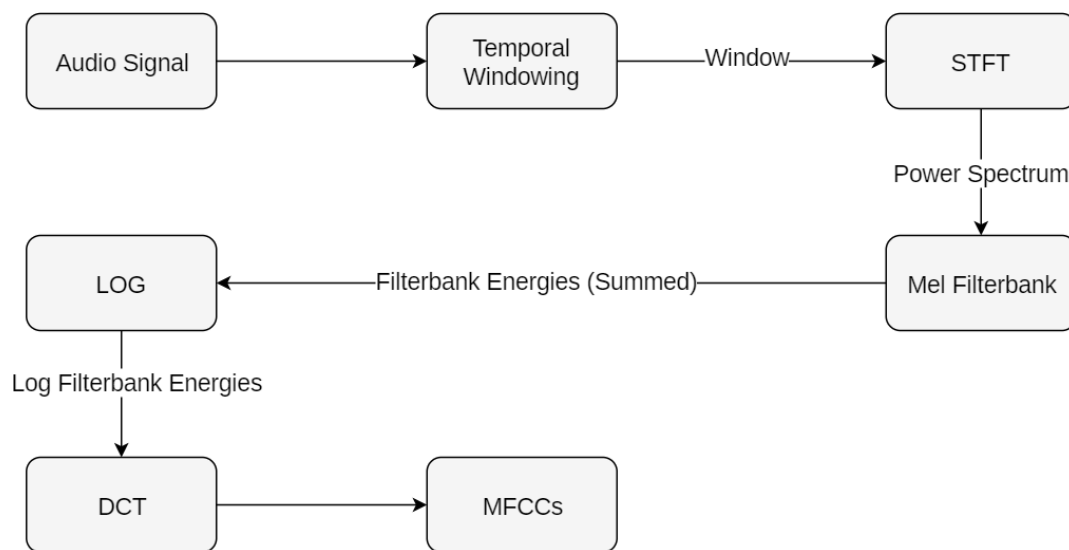 Audio Signal
Temporal
Windowing
Window
STFT
Power Spectrum
Mel Filterbank
Filterbank Energies (Summed)
LOG
Log Filterbank Energies
DCT
MFCCs